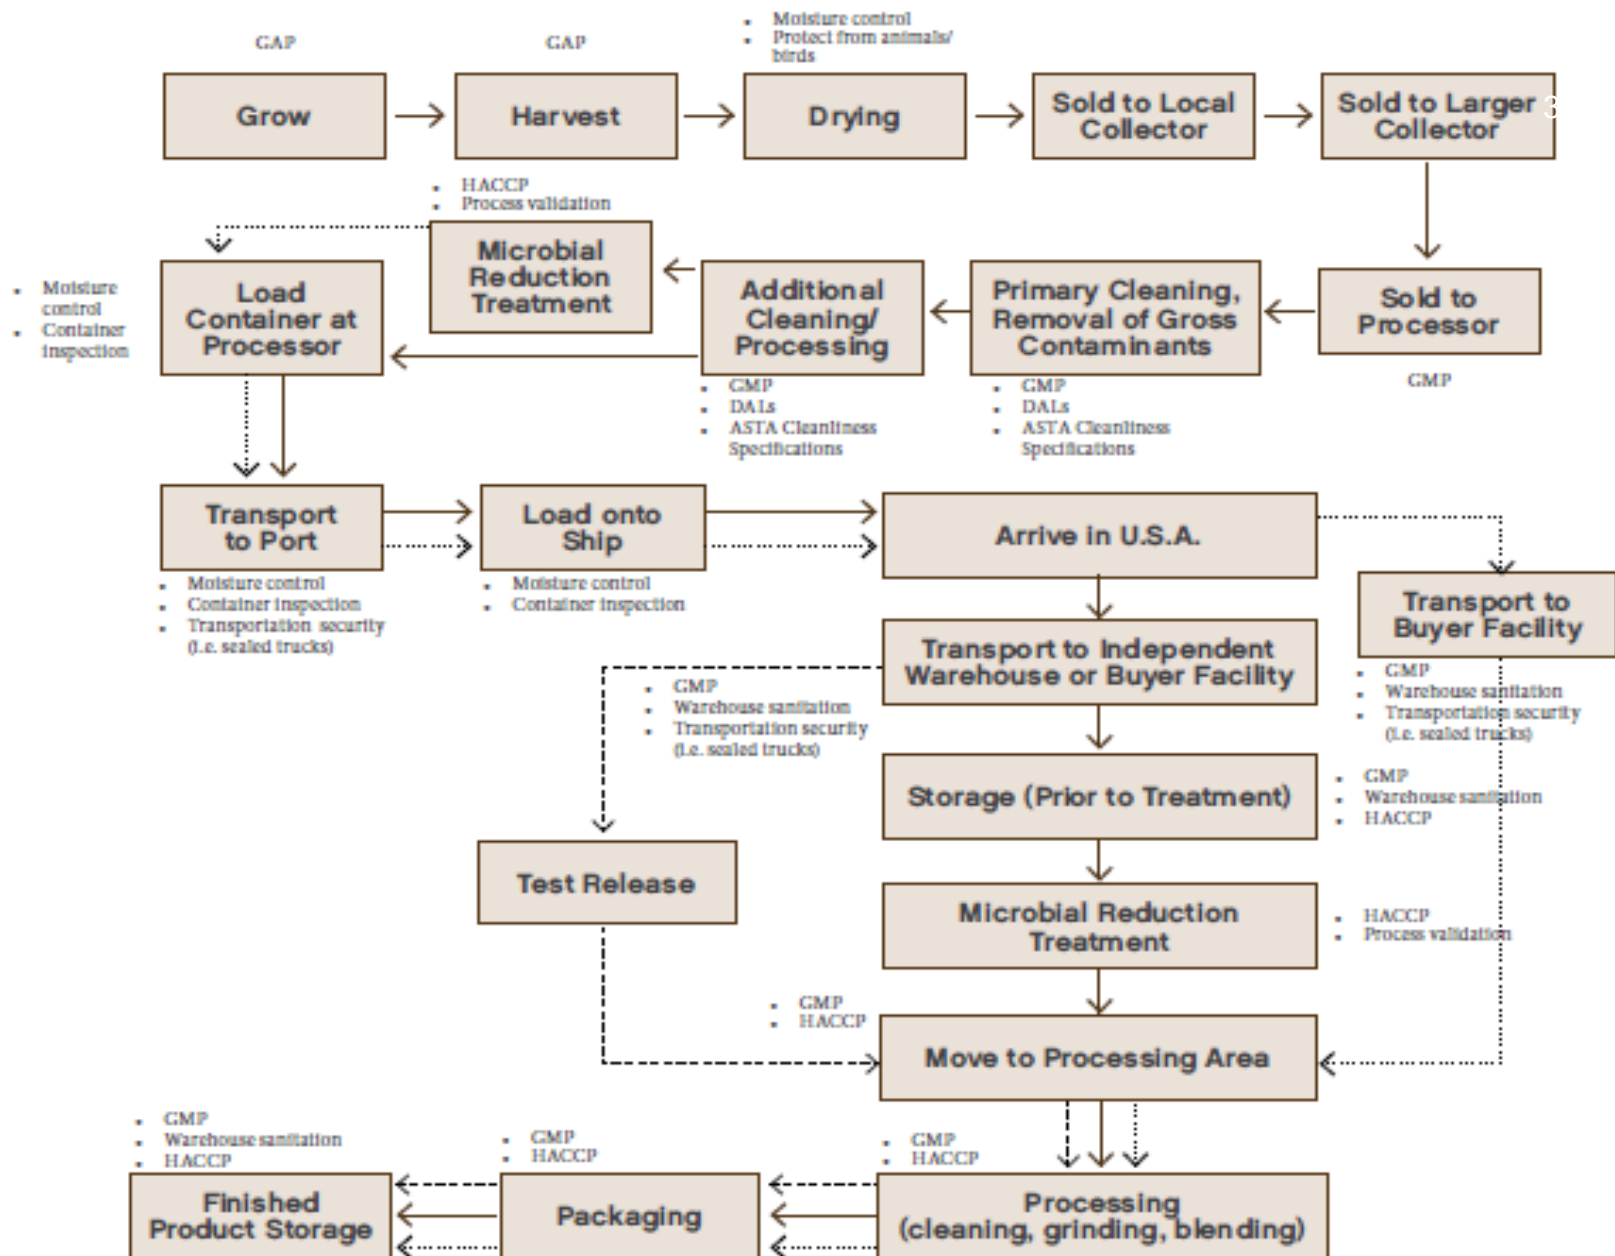 GAP
GAP
▪ Moisture control
▪ Protect from animals/
birds
Grow
Harvest
Drying
Sold to Local
Collector
Sold to Larger
Collector
3
▪ HACCP
▪ Process validation
Microbial
Reduction
Treatment
▪ Moisture
control
▪ Container
inspection
Load
Container at
Processor
Additional
Cleaning/
Processing
Primary Cleaning,
Removal of Gross
Contaminants
Sold to
Processor
GMP
▪ GMP
▪ DALs
▪ ASTA Cleanliness
Specifications
▪ GMP
▪ DALs
▪ ASTA Cleanliness
Specifications
Transport
to Port
Load onto
Ship
Arrive in U.S.A.
▪ Moisture control
▪ Container inspection
▪ Transportation security
(i.e. sealed trucks)
▪ Moisture control
▪ Container inspection
Transport to
Buyer Facility
Transport to Independent
Warehouse or Buyer Facility
▪ GMP
▪ Warehouse sanitation
▪ Transportation security
(i.e. sealed trucks)
▪ GMP
▪ Warehouse sanitation
▪ Transportation security
(i.e. sealed trucks)
Storage (Prior to Treatment)
▪ GMP
▪ Warehouse sanitation
▪ HACCP
Test Release
Microbial Reduction
Treatment
▪ HACCP
▪ Process validation
▪ GMP
▪ HACCP
Move to Processing Area
▪ GMP
▪ Warehouse sanitation
▪ HACCP
▪ GMP
▪ HACCP
▪ GMP
▪ HACCP
Finished
Product Storage
Packaging
Processing
(cleaning, grinding, blending)